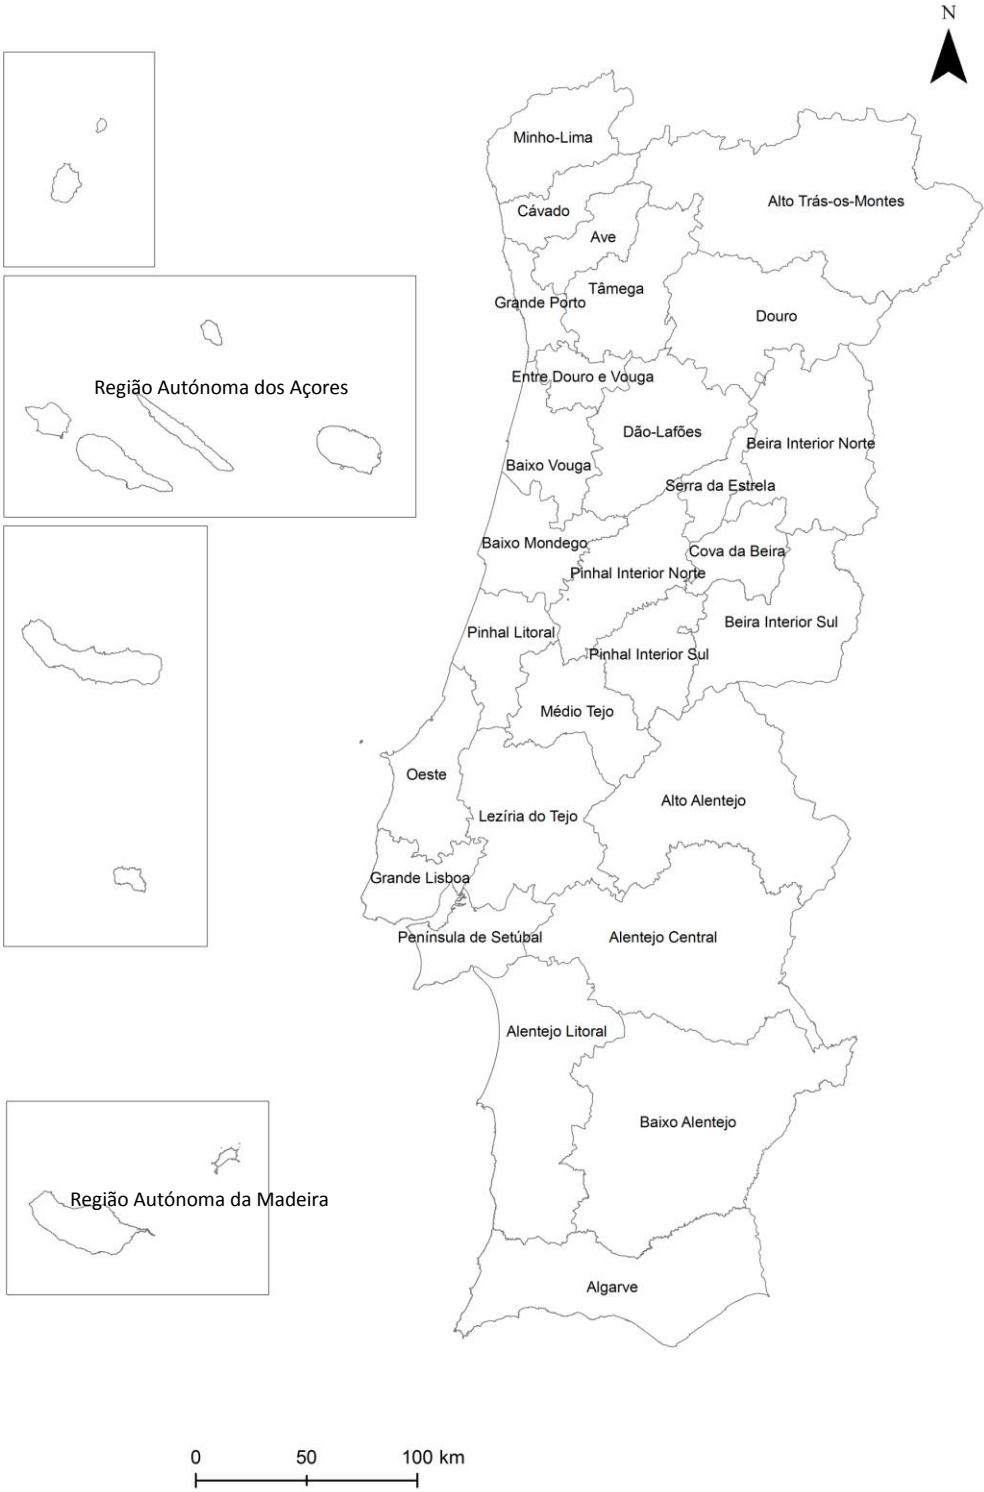 N
Minho-Lima
Alto Trás-os-Montes
Cávado
Ave
Tâmega
Grande Porto
Douro
Entre Douro e Vouga
Região Autónoma dos Açores
Dão-Lafões
Beira Interior Norte
Baixo Vouga
Serra da Estrela
Baixo Mondego
Cova da Beira
Pinhal Interior Norte
Beira Interior Sul
Pinhal Litoral
Pinhal Interior Sul
Médio Tejo
Oeste
Alto Alentejo
Lezíria do Tejo
Grande Lisboa
Península de Setúbal
Alentejo Central
Alentejo Litoral
Baixo Alentejo
Região Autónoma da Madeira
Algarve
0 50 100 km